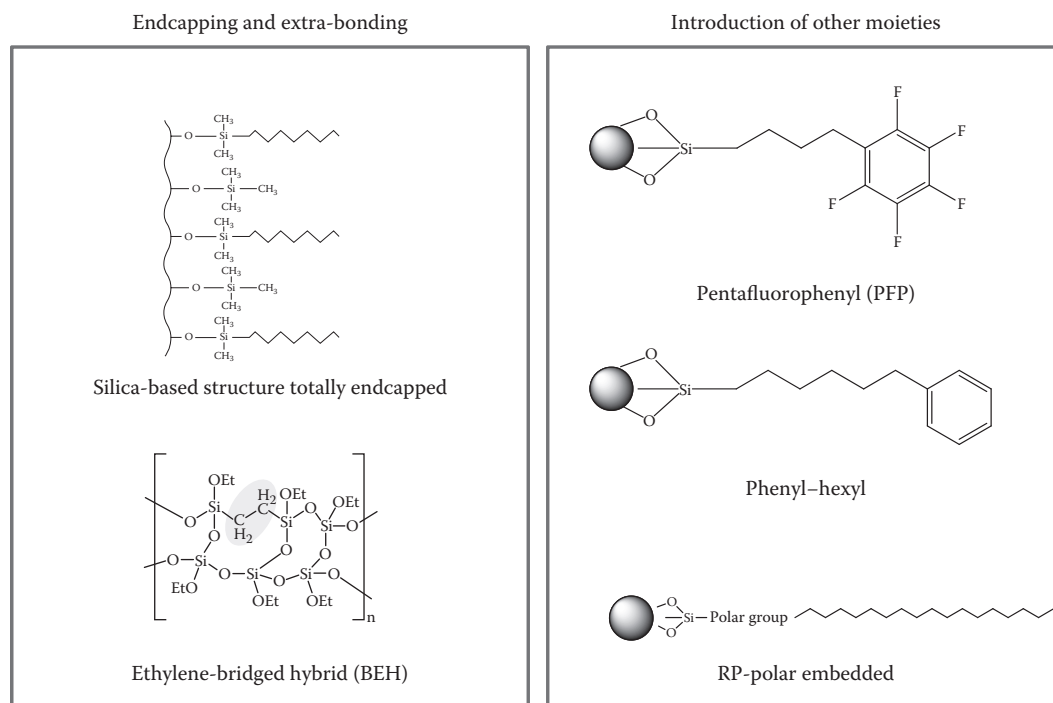 Endcapping and extra-bonding
CH3
O Si
CH3
CH3
O Si CH3
CH3
CH3
O Si
CH3
CH3
O Si CH3
CH3
CH3
O Si
CH3
Silica-based structure totally endcapped
OEt H2 OEt OEt
Si C C O
O H2 Si Si O
O O O
O Si O Si O Si O
EtO OEt OEt
n
Ethylene-bridged hybrid (BEH)
Introduction of other moieties
F
O F
Si
O F F
F
Pentafluorophenyl (PFP)
O
Si
O
Phenyl–hexyl
O
Si Polar group
O
RP-polar embedded